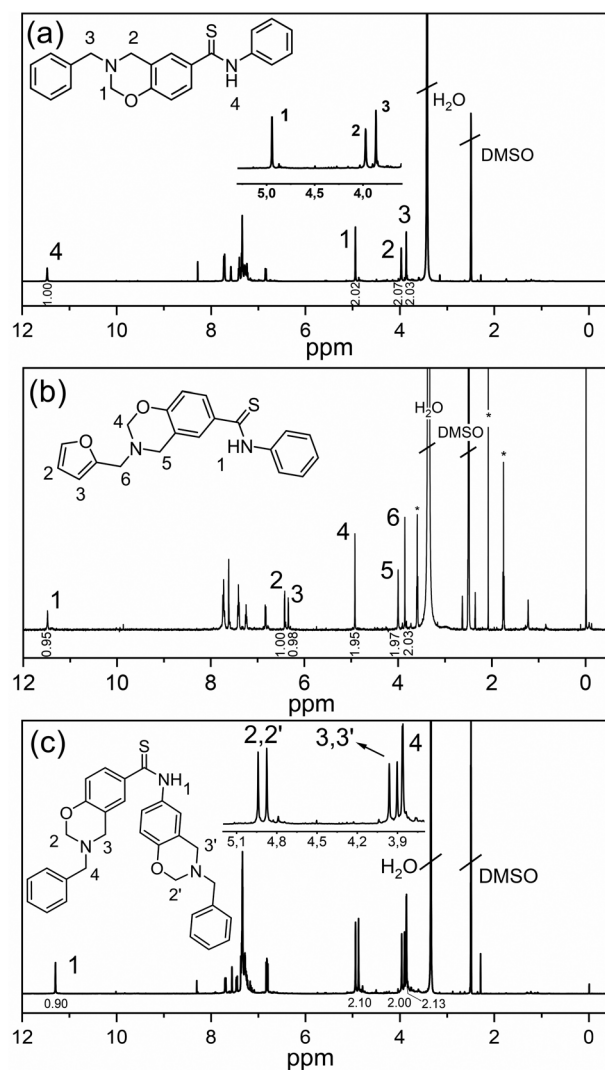 (a)
S
3
2
N
N
H
1
O
4
1
2
3
5,0
4,5
4,0
H₂O
DMSO
4
1
2
3
1.00
2.02
2.07
2.03
12
10
8
6
4
2
0
ppm
(b)
S
4
O
N
N
H
O
5
1
2
3
6
H₂O
*
DMSO
*
*
6
4
5
1
2
3
0.95
1.00
0.98
1.95
1.97
2.03
12
10
8
6
4
2
0
ppm
(c)
S
NH
1
O
2
N
3
4
3'
O
N
2'
2,2'
3,3'
4
5,1
4,8
4,5
4,2
3,9
H₂O
DMSO
1
0.90
2.10
2.00
2.13
12
10
8
6
4
2
0
ppm